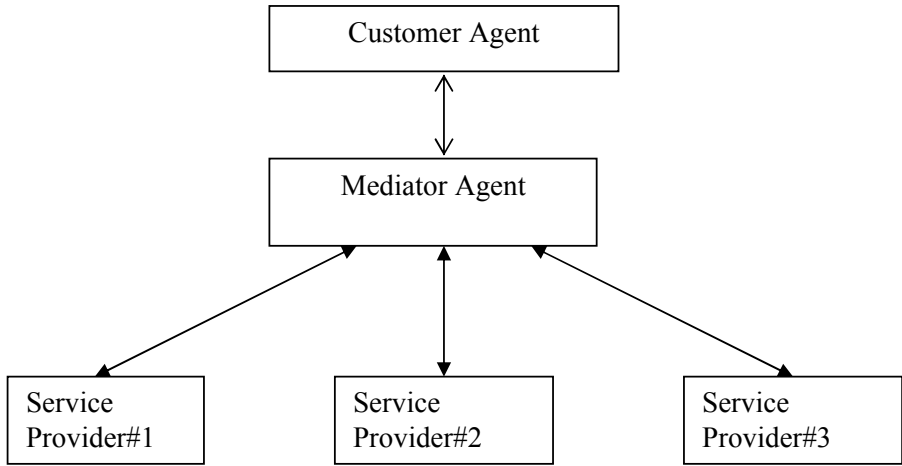 Customer Agent
Mediator Agent
Service
Provider#1
Service
Provider#2
Service
Provider#3